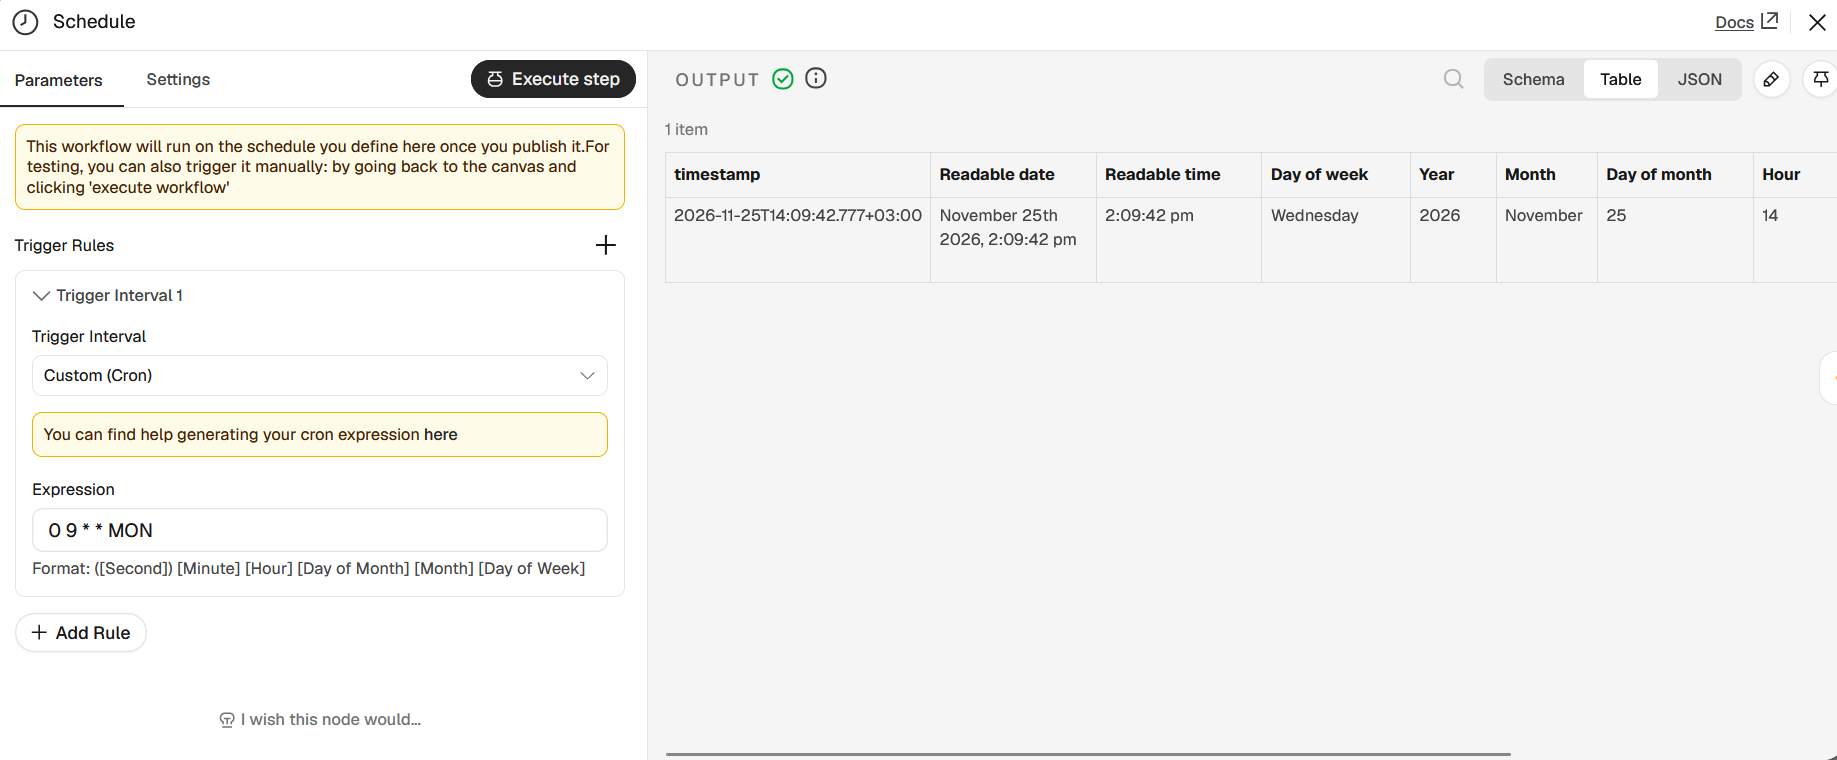 Schedule
Docs
Parameters
Settings
Execute step
This workflow will run on the schedule you define here once you publish it.For
testing, you can also trigger it manually: by going back to the canvas and
clicking 'execute workflow'
Trigger Rules
Trigger Interval 1
Trigger Interval
Custom (Cron)
You can find help generating your cron expression here
Expression
0 9 * * MON
Format: ([Second]) [Minute] [Hour] [Day of Month] [Month] [Day of Week]
Add Rule
I wish this node would...
OUTPUT
Schema Table JSON
1 item
timestamp Readable date Readable time Day of week Year Month Day of month Hour
2026-11-25T14:09:42.777+03:00 November 25th 2:09:42 pm Wednesday 2026 November 25 14
2026, 2:09:42 pm